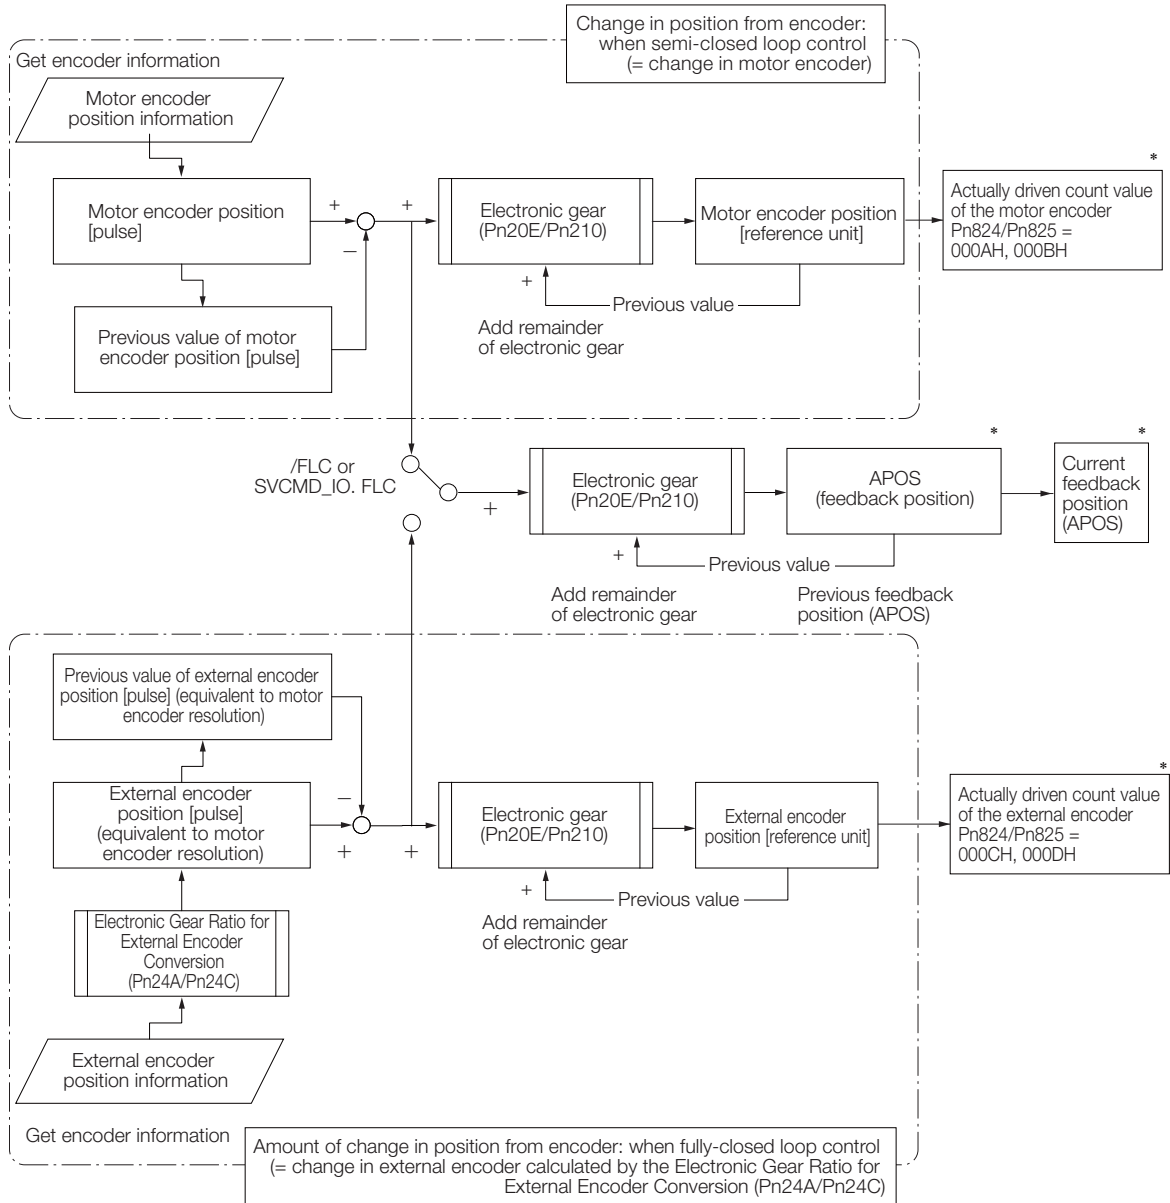 Change in position from encoder:
when semi-closed loop control
(= change in motor encoder)
Get encoder information
Motor encoder
position information
*
Motor encoder position
[pulse]
+
−
+
Electronic gear
(Pn20E/Pn210)
Motor encoder position
[reference unit]
Actually driven count value
of the motor encoder
Pn824/Pn825 =
000AH, 000BH
+
Previous value
Add remainder
of electronic gear
Previous value of motor
encoder position [pulse]
/FLC or
SVCMD_IO. FLC
+
Electronic gear
(Pn20E/Pn210)
*
APOS
(feedback position)
*
Current
feedback
position
(APOS)
+
Previous value
Add remainder
of electronic gear
Previous feedback
position (APOS)
Previous value of external encoder
position [pulse] (equivalent to motor
encoder resolution)
External encoder
position [pulse]
(equivalent to motor
encoder resolution)
−
+
+
Electronic gear
(Pn20E/Pn210)
External encoder
position [reference unit]
*
Actually driven count value
of the external encoder
Pn824/Pn825 =
000CH, 000DH
+
Previous value
Add remainder
of electronic gear
Electronic Gear Ratio for
External Encoder
Conversion
(Pn24A/Pn24C)
External encoder
position information
Get encoder information
Amount of change in position from encoder: when fully-closed loop control
(= change in external encoder calculated by the Electronic Gear Ratio for
External Encoder Conversion (Pn24A/Pn24C)